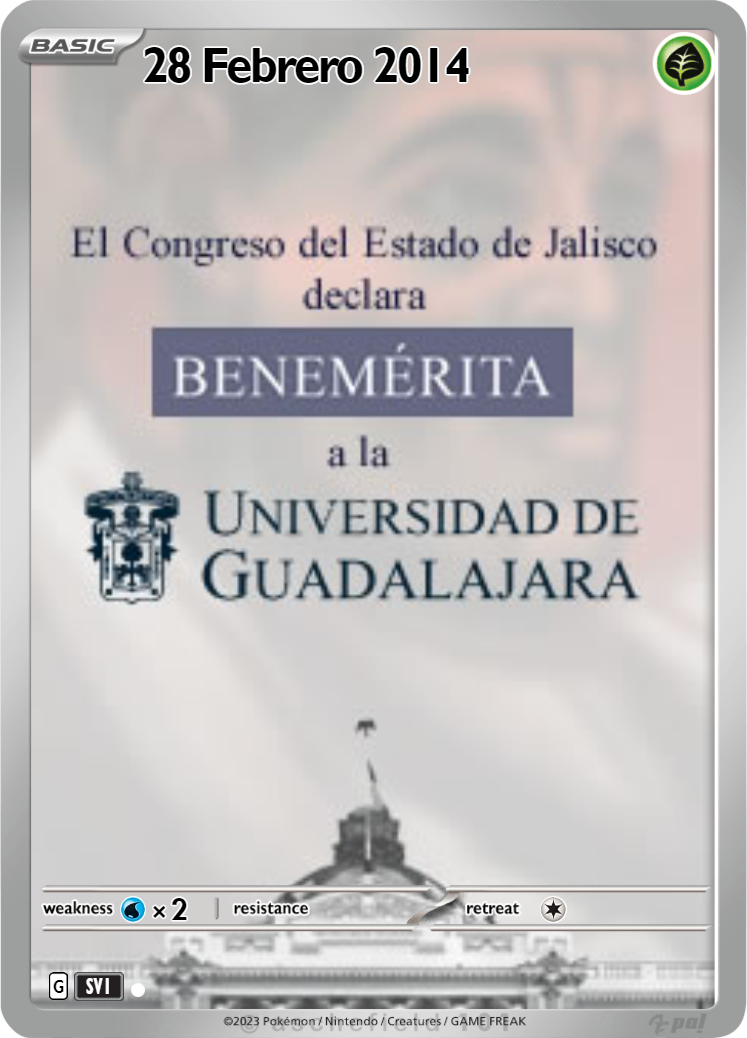 BASIC
28 Febrero 2014
El Congreso del Estado de Jalisco
declara
BENEMÉRITA
a la
UNIVERSIDAD DE
GUADALAJARA
weakness × 2 resistance retreat
G SVI
©2023 Pokémon / Nintendo / Creatures / GAME FREAK